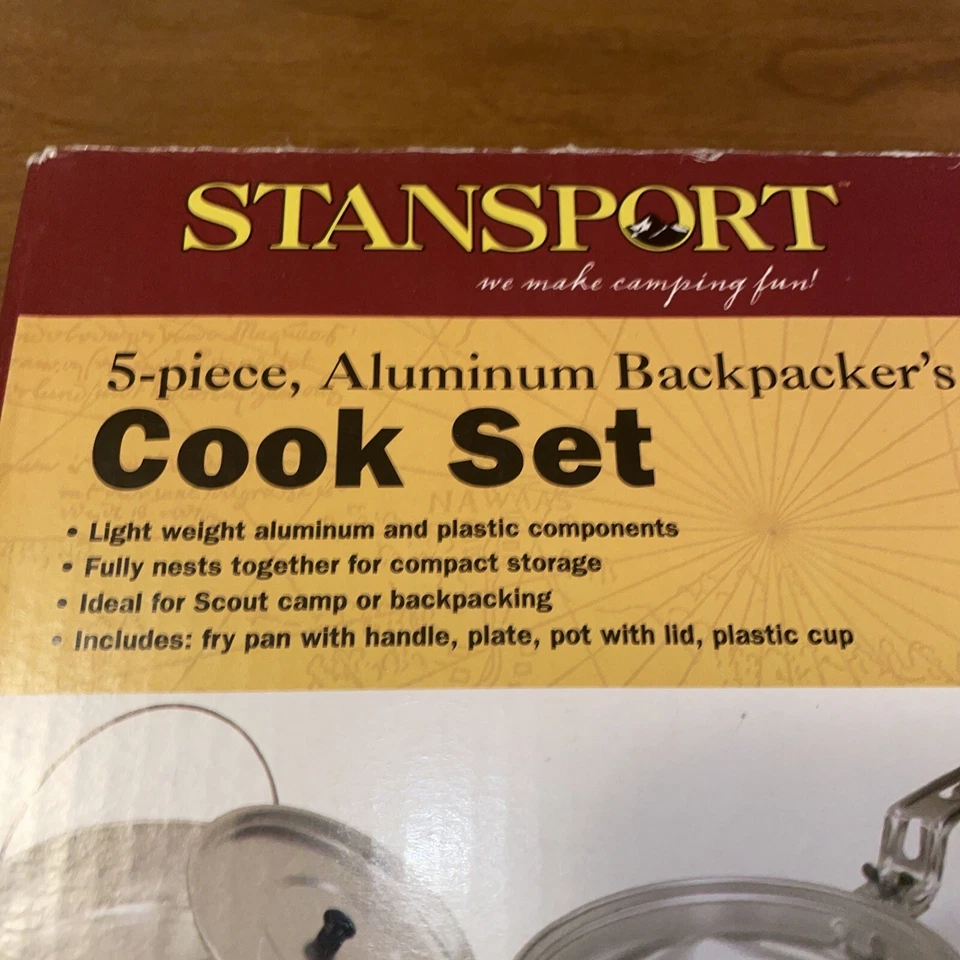 STANSPORT
we make camping fun!
5-piece, Aluminum Backpacker's
Cook Set
• Light weight aluminum and plastic components
• Fully nests together for compact storage
• Ideal for Scout camp or backpacking
• Includes: fry pan with handle, plate, pot with lid, plastic cup